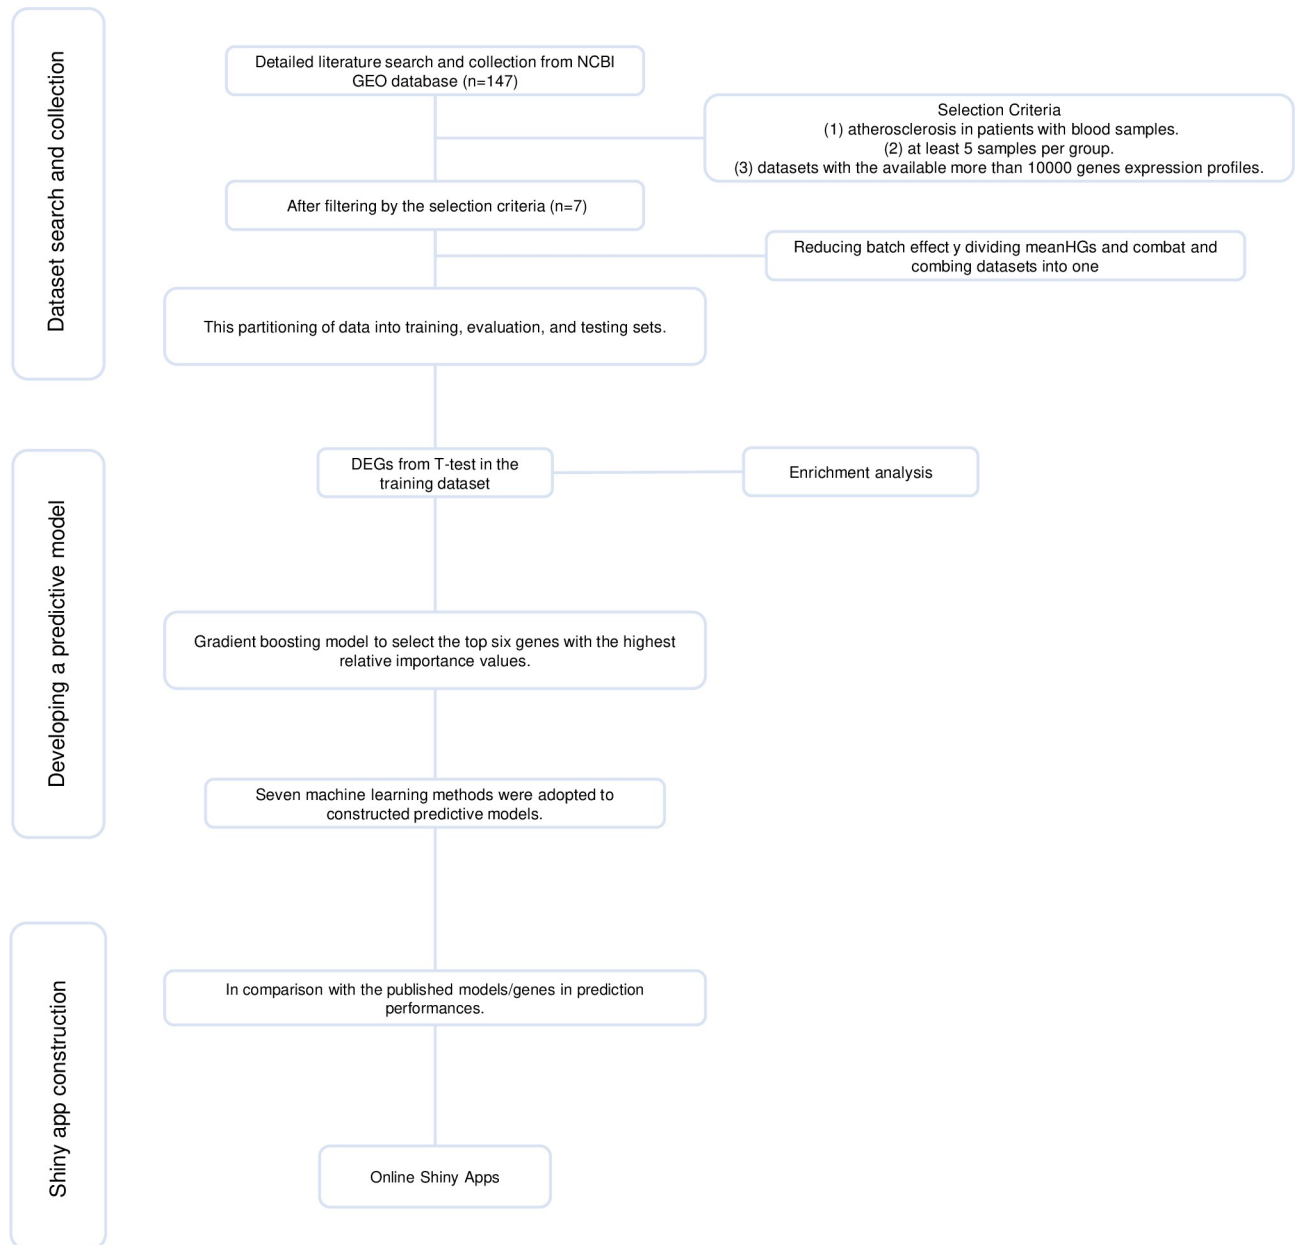 Dataset search and collection
Detailed literature search and collection from NCBI
GEO database (n=147)
Selection Criteria
(1) atherosclerosis in patients with blood samples.
(2) at least 5 samples per group.
(3) datasets with the available more than 10000 genes expression profiles.
After filtering by the selection criteria (n=7)
Reducing batch effect y dividing meanHGs and combat and
combing datasets into one
This partitioning of data into training, evaluation, and testing sets.
Developing a predictive model
DEGs from T-test in the
training dataset
Enrichment analysis
Gradient boosting model to select the top six genes with the highest
relative importance values.
Seven machine learning methods were adopted to
constructed predictive models.
Shiny app construction
In comparison with the published models/genes in prediction
performances.
Online Shiny Apps